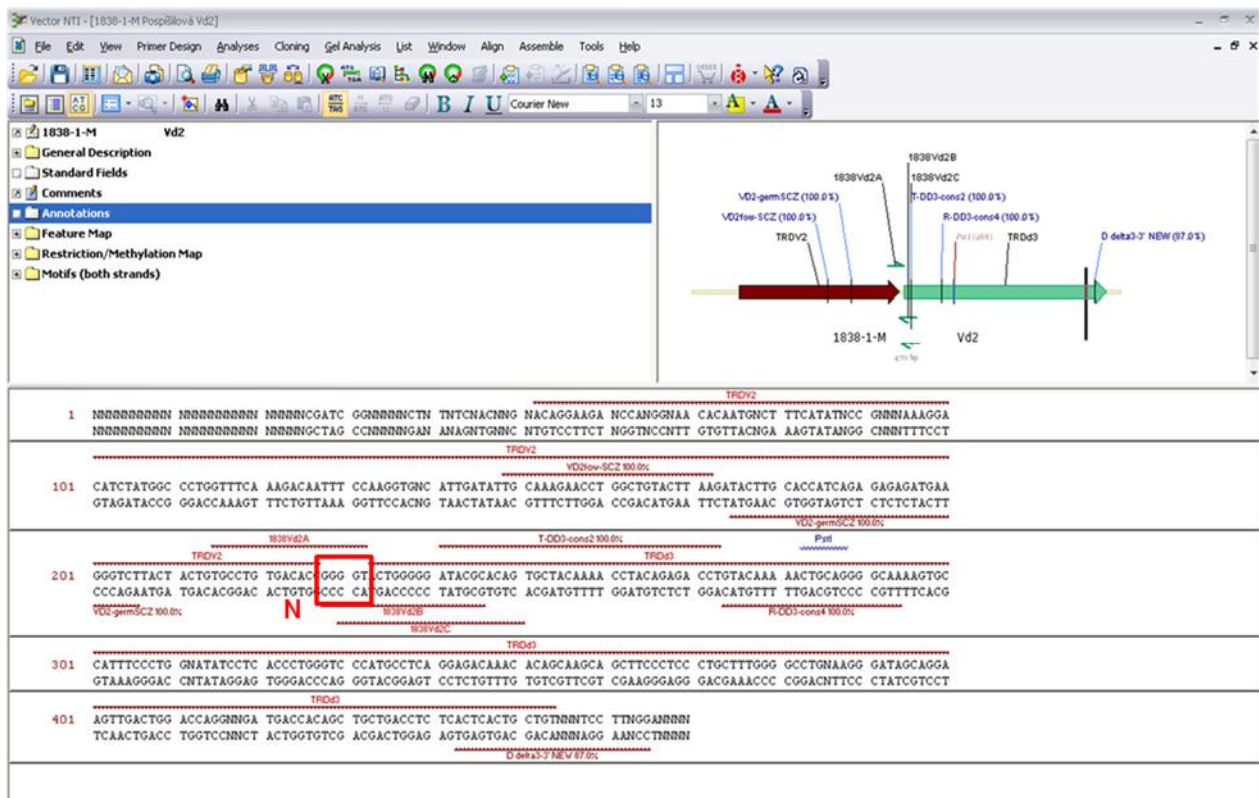 Vector NTI - [1838-1-M Pospíšilová Vd2]
File Edit View Primer Design Analyses Cloning Gel Analysis List Window Align Assemble Tools Help
B I U Courier New 13 A A
1838-1-M Vd2
General Description
Standard Fields
Comments
Annotations
Feature Map
Restriction/Methylation Map
Motifs (both strands)
1838Vd2B
1838Vd2A 1838Vd2C
VD2-germSCZ (100.0%) T-DD3-cons2 (100.0%)
VD2fow-SCZ (100.0%) R-DD3-cons4 (100.0%)
TRDV2 TRDd3 D delta3-3' NEW (87.0%)
1838-1-M Vd2
TRDV2
1 NNNNNNNNNN NNNNNNNNNN NNNNNCGATC GGNNNNNCTN TNTCNACNNG NACAGGAAGA NCCANGGNAA CACAATGNCT TTCATATNCC GNNNAAAGGA
NNNNNNNNNN NNNNNNNNNN NNNNNGCTAG CCNNNNNGAN ANAGNTGNNC NTGTCCTTCT NGGTNCCNTT GTGTTACNGA AAGTATANGG CNNNTTTCCT
TRDV2
VD2fow-SCZ 100.0%
101 CATCTATGGC CCTGGTTTCA AAGACAATTT CCAAGGTGNC ATTGATATTG CAAAGAACCT GGCTGTACTT AAGATACTTG CACCATCAGA GAGAGATGAA
GTAGATACCG GGACCAAAGT TTCTGTTAAA GGTTCCACNG TAACTATAAC GTTTCTTGGA CCGACATGAA TTCTATGAAC GTGGTAGTCT CTCTCTACTT
VD2-germSCZ 100.0%
1838Vd2A T-DD3-cons2 100.0% PstI
TRDV2 TRDd3
201 GGGTCTTACT ACTGTGCCTG TGACACCGGG GTACTGGGGG ATACGCACAG TGCTACAAAA CCTACAGAGA CCTGTACAAA AACTGCAGGG GCAAAAGTGC
CCCAGAATGA TGACACGGAC ACTGTGGCCC CATGACCCCC TATGCGTGTC ACGATGTTTT GGATGTCTCT GGACATGTTT TTGACGTCCC CGTTTTCACG
VD2-germSCZ 100.0% N 1838Vd2B R-DD3-cons4 100.0%
1838Vd2C
TRDd3
301 CATTTCCCTG GNATATCCTC ACCCTGGGTC CCATGCCTCA GGAGACAAAC ACAGCAAGCA GCTTCCCTCC CTGCTTTGGG GCCTGNAAGG GATAGCAGGA
GTAAAGGGAC CNTATAGGAG TGGGACCCAG GGTACGGAGT CCTCTGTTTG TGTCGTTCGT CGAAGGGAGG GACGAAACCC CGGACNTTCC CTATCGTCCT
TRDd3
401 AGTTGACTGG ACCAGGNNGA TGACCACAGC TGCTGACCTC TCACTCACTG CTGTNNNTCC TTNGGANNNN
TCAACTGACC TGGTCCNNCT ACTGGTGTCG ACGACTGGAG AGTGAGTGAC GACANNNAGG AANCCTNNNN
D delta3-3' NEW 87.0%